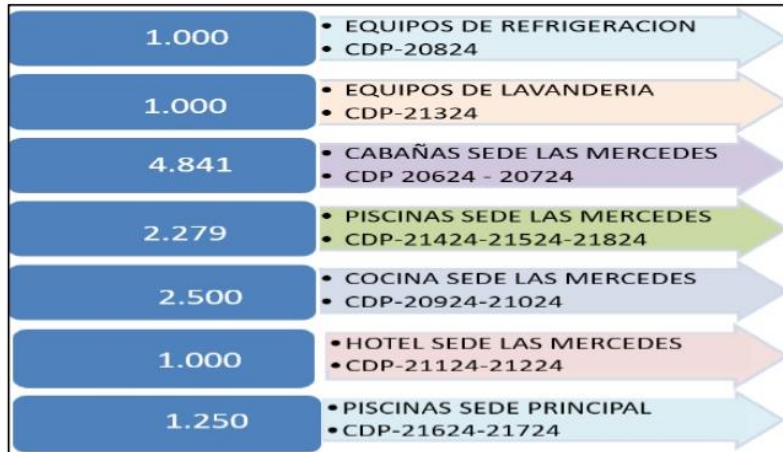 1.000
• EQUIPOS DE REFRIGERACION
• CDP-20824
1.000
• EQUIPOS DE LAVANDERIA
• CDP-21324
4.841
• CABAÑAS SEDE LAS MERCEDES
• CDP 20624 - 20724
2.279
• PISCINAS SEDE LAS MERCEDES
• CDP-21424-21524-21824
2.500
• COCINA SEDE LAS MERCEDES
• CDP-20924-21024
1.000
• HOTEL SEDE LAS MERCEDES
• CDP-21124-21224
1.250
• PISCINAS SEDE PRINCIPAL
• CDP-21624-21724